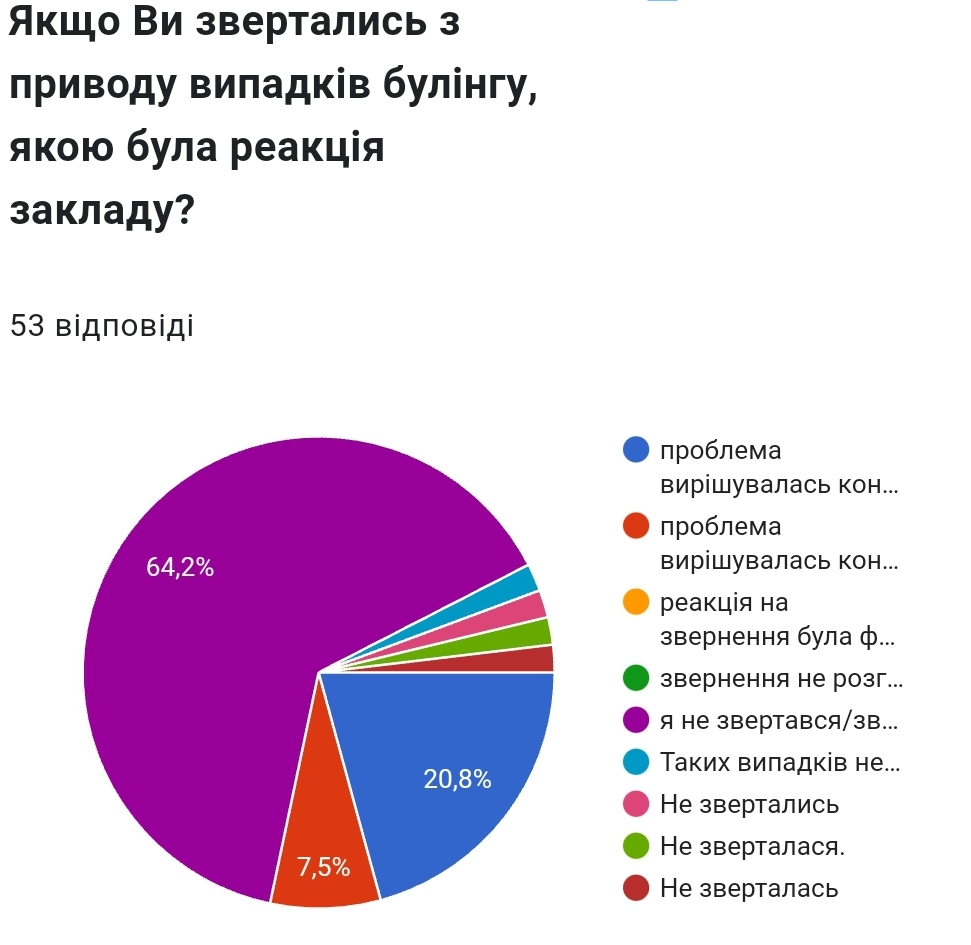 Якщо Ви звертались з
приводу випадків булінгу,
якою була реакція
закладу?
53 відповіді
64,2%
20,8%
7,5%
проблема
вирішувалась кон...
проблема
вирішувалась кон...
реакція на
звернення була ф...
звернення не розг...
я не звертався/зв...
Таких випадків не...
Не звертались
Не зверталася.
Не зверталась